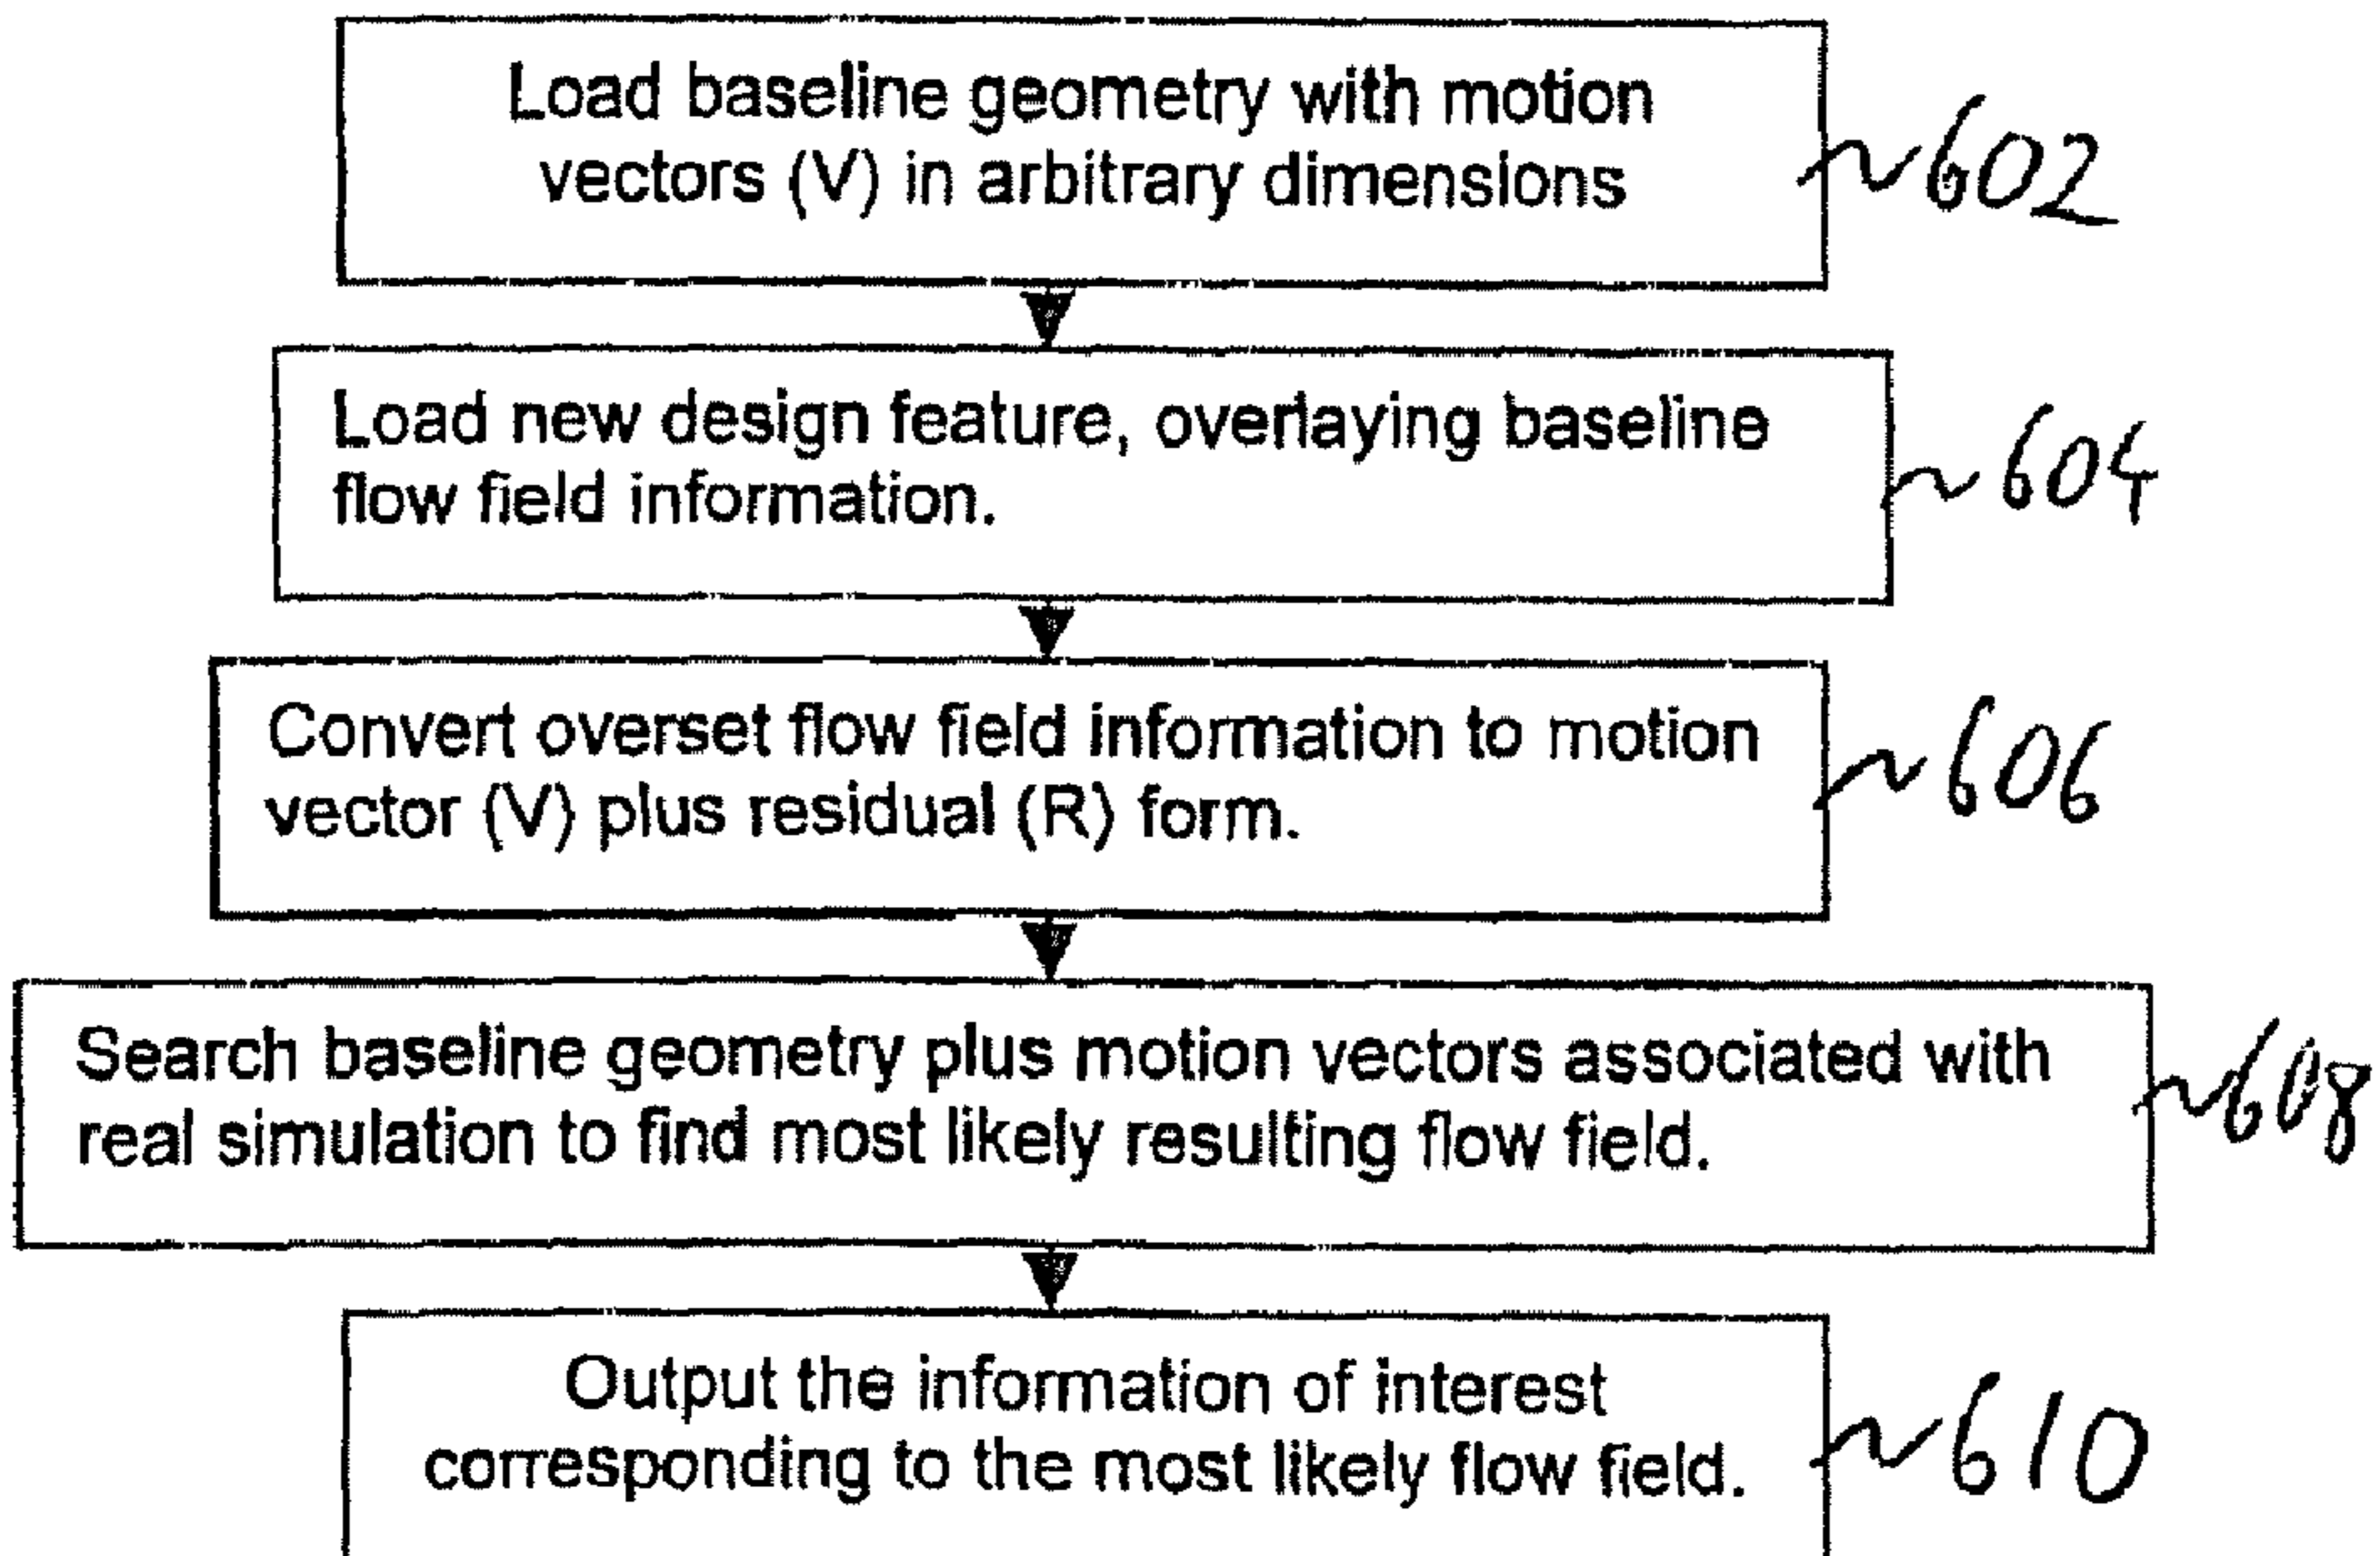 Load baseline geometry with motion
vectors (V) in arbitrary dimensions
~602
Load new design feature, overlaying baseline
flow field information.
~604
Convert overset flow field information to motion
vector (V) plus residual (R) form.
~606
Search baseline geometry plus motion vectors associated with
real simulation to find most likely resulting flow field.
~608
Output the information of interest
corresponding to the most likely flow field.
~610